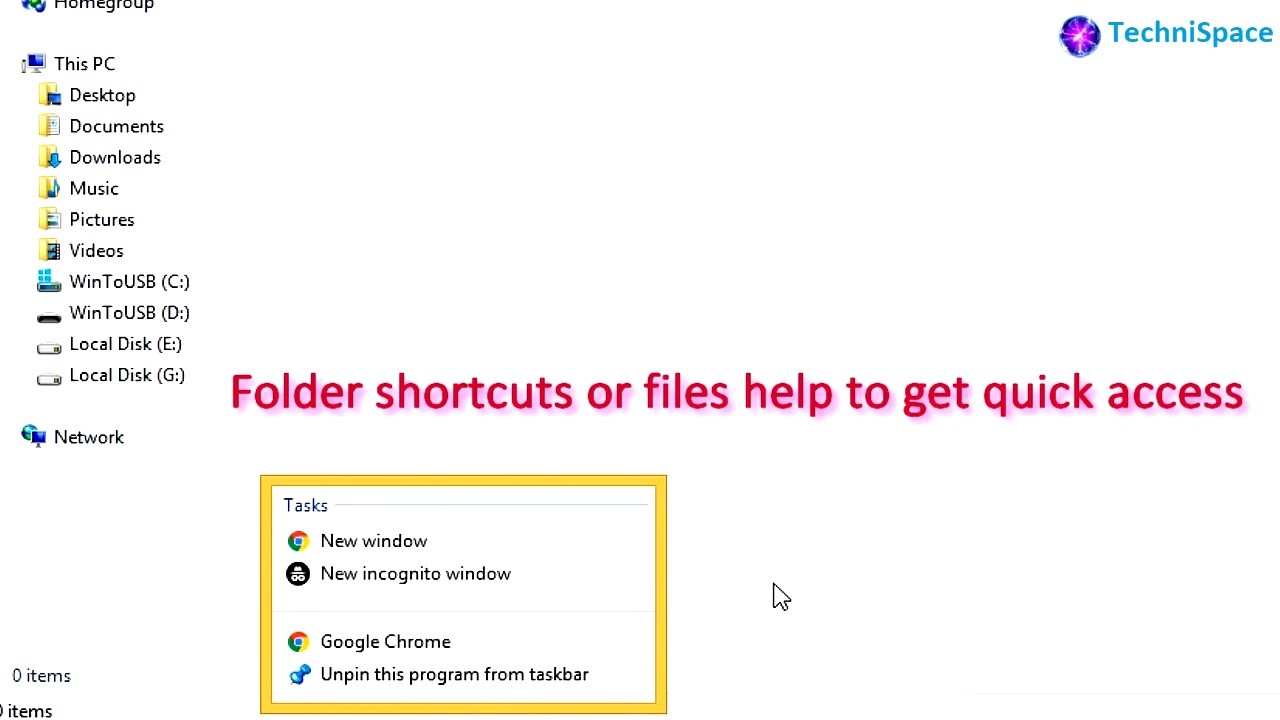 Homegroup
TechniSpace
This PC
Desktop
Documents
Downloads
Music
Pictures
Videos
WinToUSB (C:)
WinToUSB (D:)
Local Disk (E:)
Local Disk (G:)
Folder shortcuts or files help to get quick access
Network
Tasks
New window
New incognito window
Google Chrome
Unpin this program from taskbar
0 items
0 items